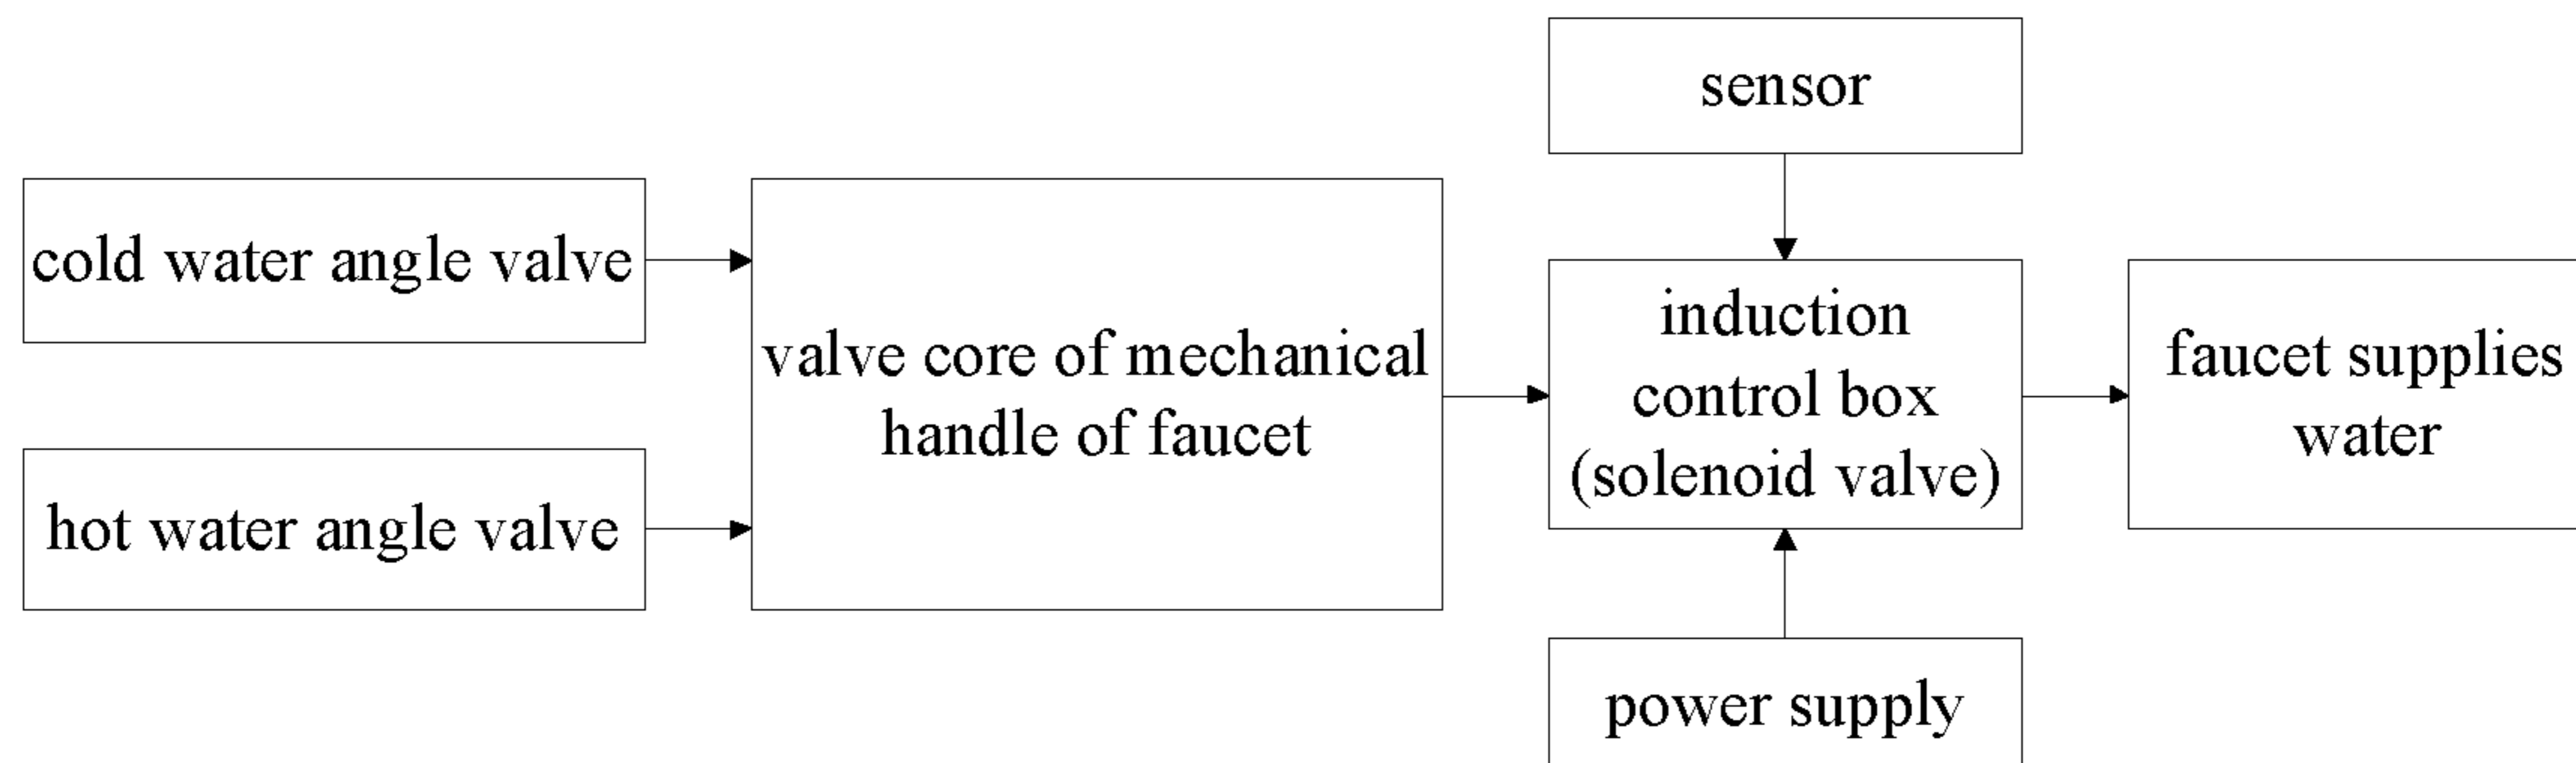 sensor
cold water angle valve
valve core of mechanical
handle of faucet
hot water angle valve
induction
control box
(solenoid valve)
faucet supplies
water
power supply